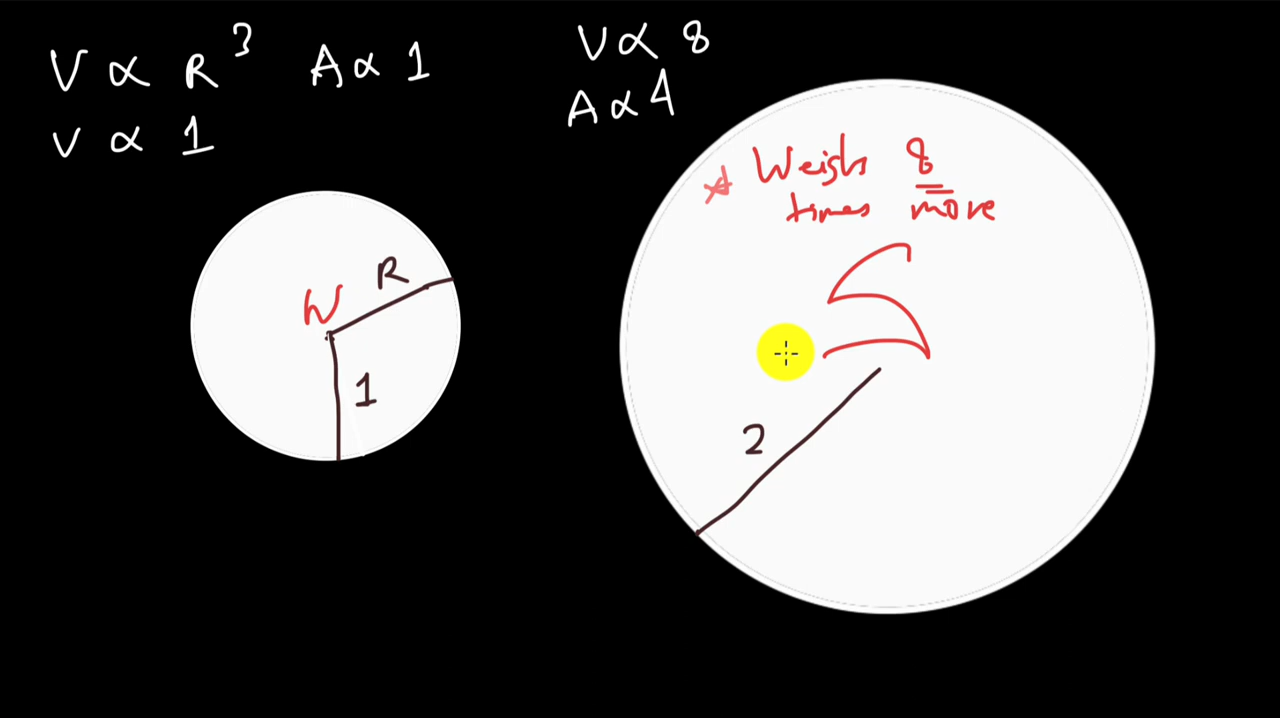 V ∝ R³ A ∝ 1
V ∝ 1
V ∝ 8
A ∝ 4
Weighs 8
times more
W
R
1
2